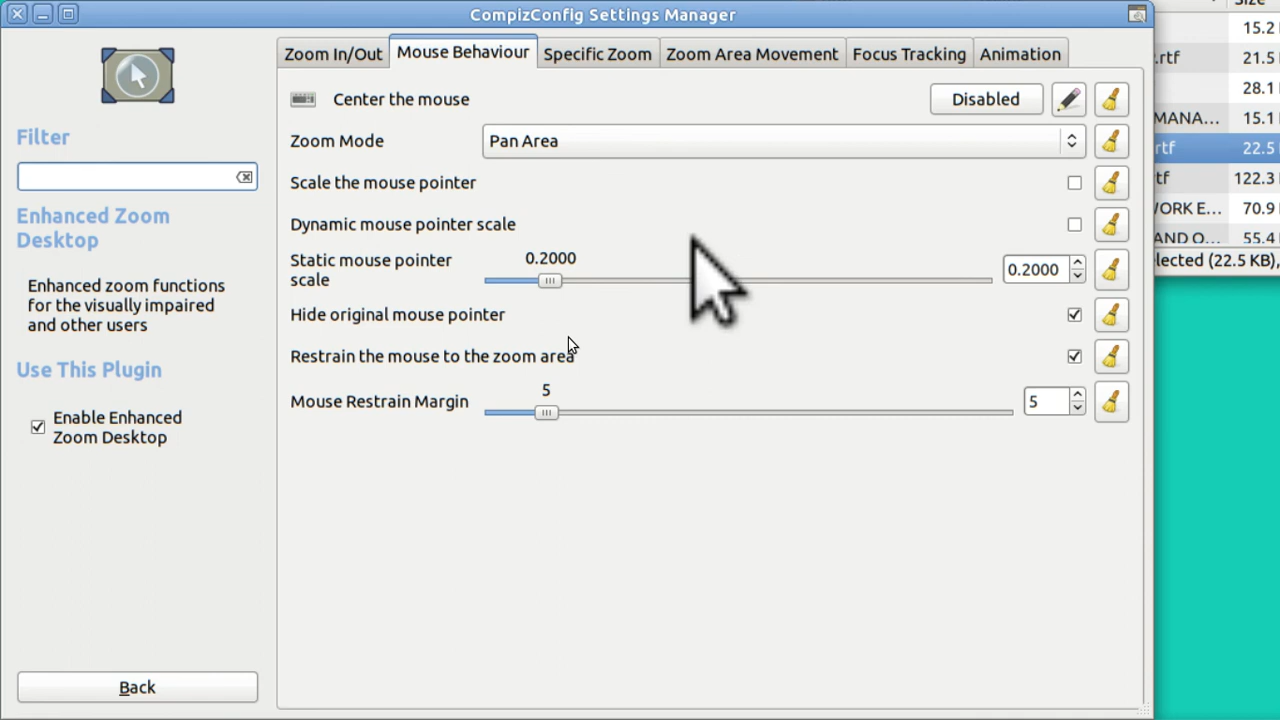 CompizConfig Settings Manager
Filter
Enhanced Zoom
Desktop
Enhanced zoom functions
for the visually impaired
and other users
Use This Plugin
Enable Enhanced
Zoom Desktop
Back
Zoom In/Out
Mouse Behaviour
Specific Zoom
Zoom Area Movement
Focus Tracking
Animation
Center the mouse
Disabled
Zoom Mode
Pan Area
Scale the mouse pointer
Dynamic mouse pointer scale
Static mouse pointer
scale
0.2000
0.2000
Hide original mouse pointer
Restrain the mouse to the zoom area
Mouse Restrain Margin
5
5
Size
15.2
.rtf 21.5
28.1
MANA... 15.1
rtf 22.5
tf 122.3
WORK E... 70.9
AND O... 55.4
elected (22.5 KB),